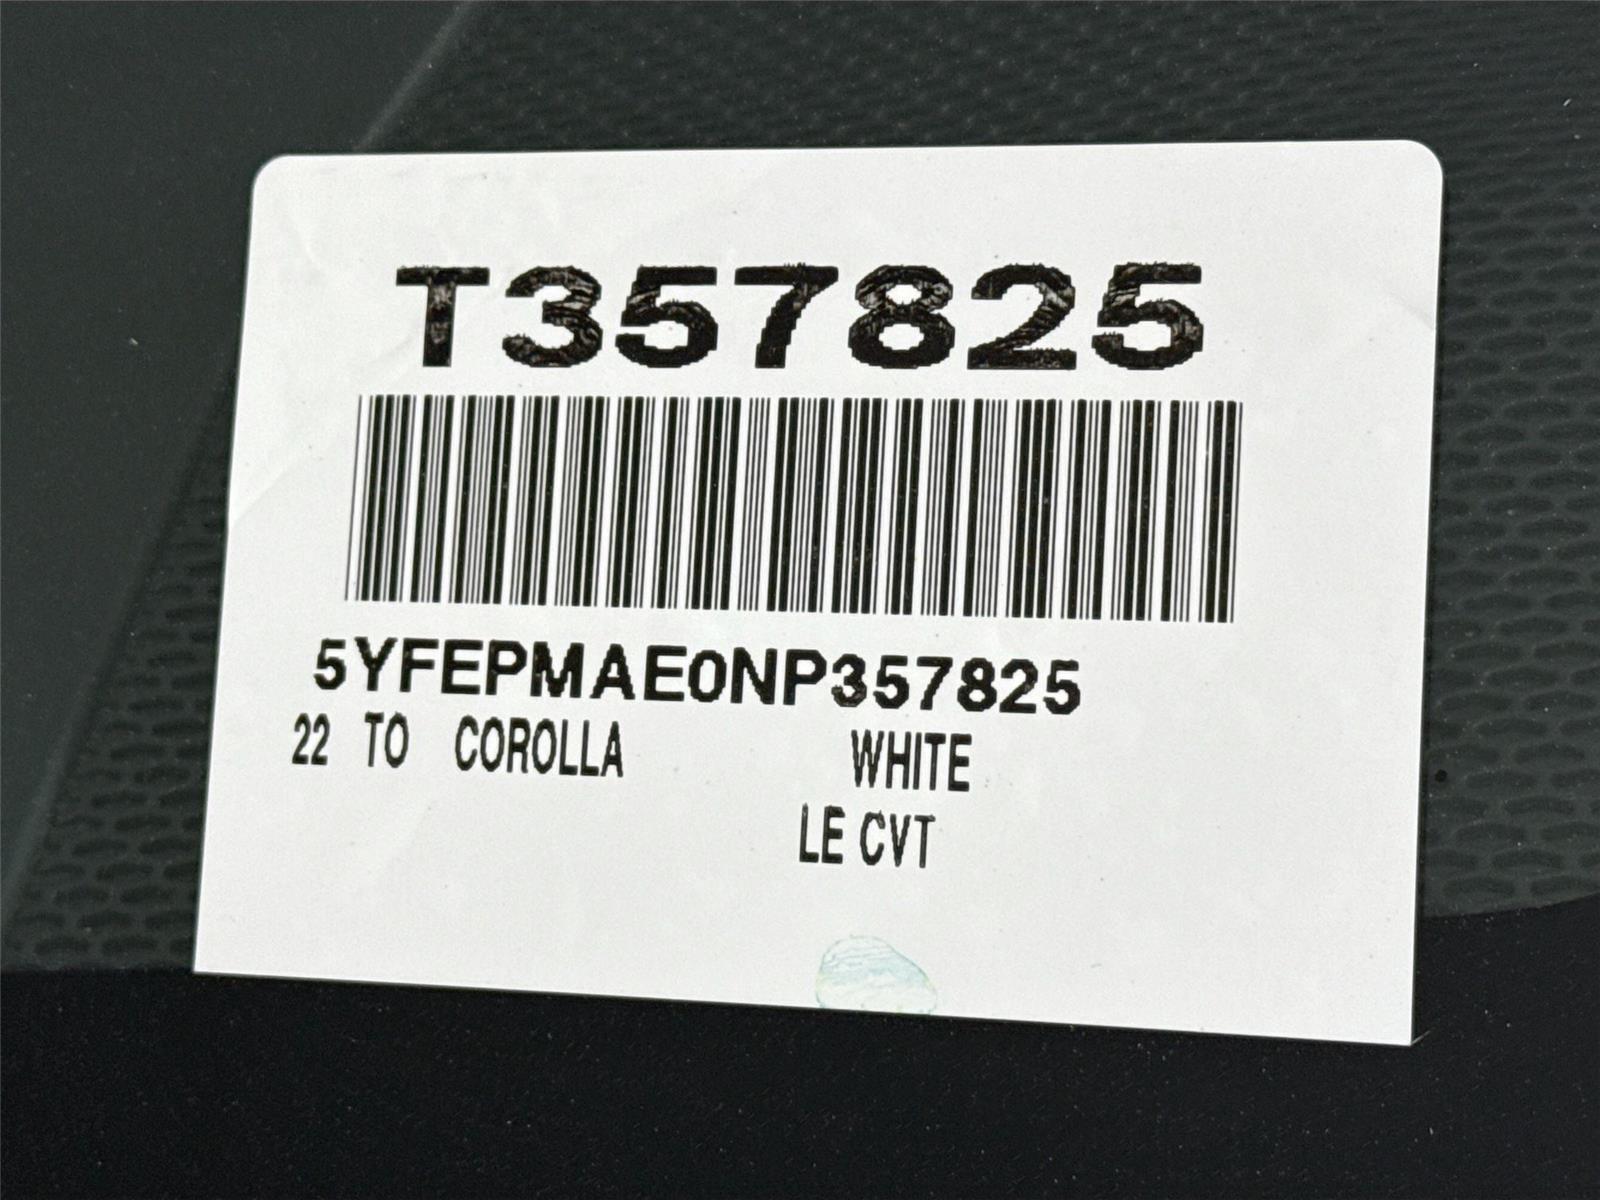 T357825
5YFEPMAE0NP357825
22 TO COROLLA WHITE
LE CVT